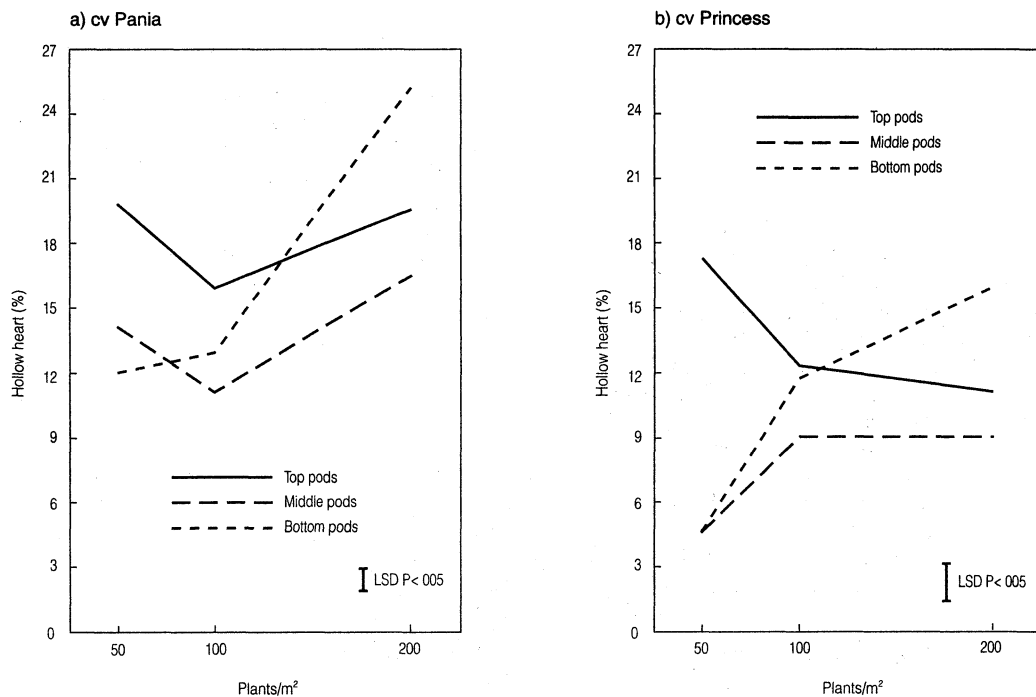 a) cv Pania
27
24
21
18
15
12
9
6
3
0
Hollow heart (%)
Top pods
Middle pods
Bottom pods
LSD P< 005
50 100 200
Plants/m²
b) cv Princess
27
24
21
18
15
12
9
6
3
0
Hollow heart (%)
Top pods
Middle pods
Bottom pods
LSD P< 005
50 100 200
Plants/m²